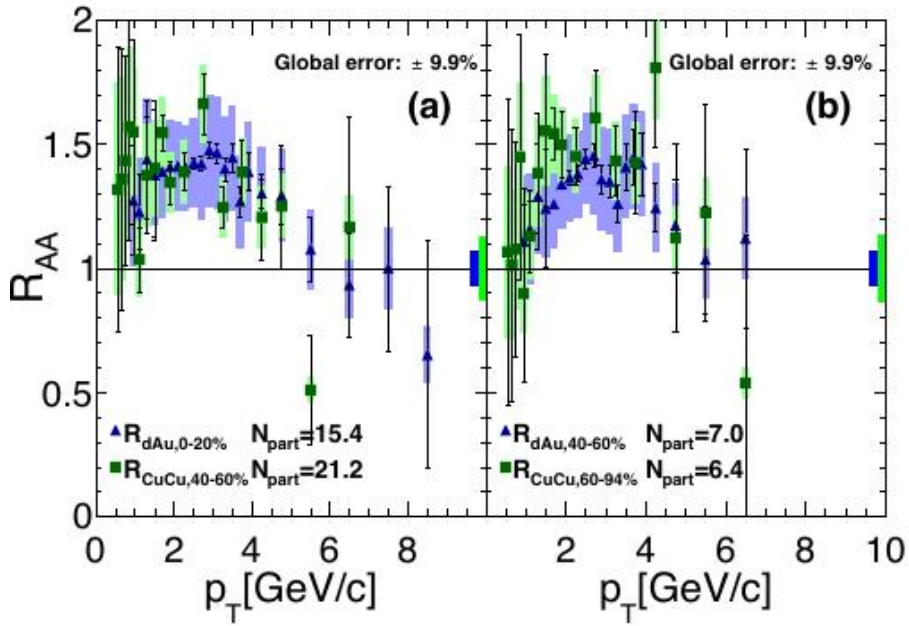 Global error: ± 9.9%
(a)
Global error: ± 9.9%
(b)
2
1.5
1
0.5
0
R_AA
R_dAu,0-20% N_part=15.4
R_CuCu,40-60% N_part=21.2
R_dAu,40-60% N_part=7.0
R_CuCu,60-94% N_part=6.4
0 2 4 6 8
2 4 6 8 10
p_T[GeV/c]
p_T[GeV/c]